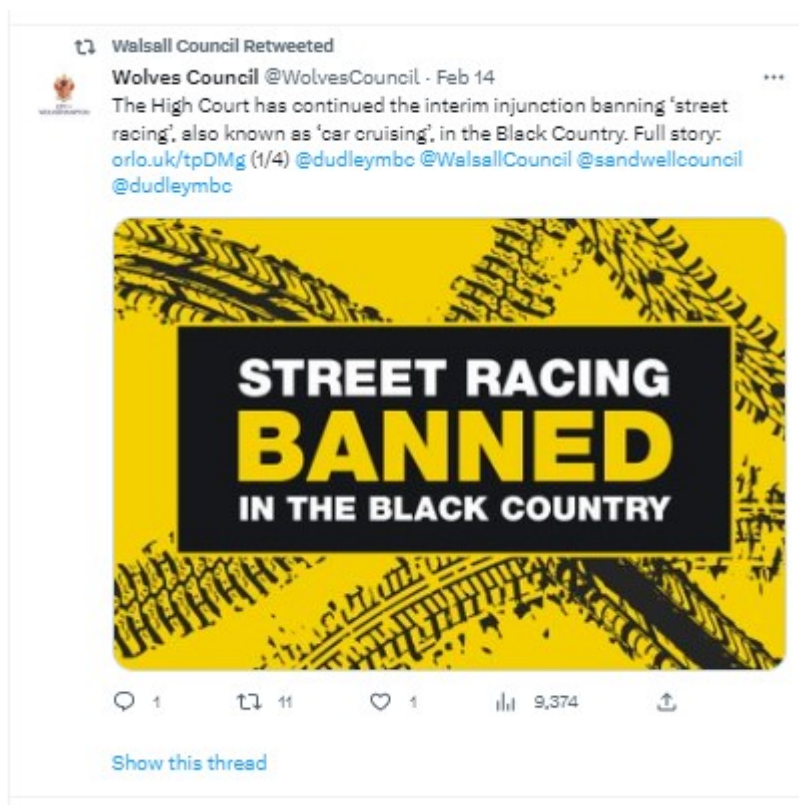 Walsall Council Retweeted
Wolves Council @WolvesCouncil · Feb 14
The High Court has continued the interim injunction banning ‘street
racing’, also known as ‘car cruising’, in the Black Country. Full story:
orlo.uk/tpDMg (1/4) @dudleymbc @WalsallCouncil @sandwellcouncil
@dudleymbc
STREET RACING
BANNED
IN THE BLACK COUNTRY
1 11 1 9,374
Show this thread